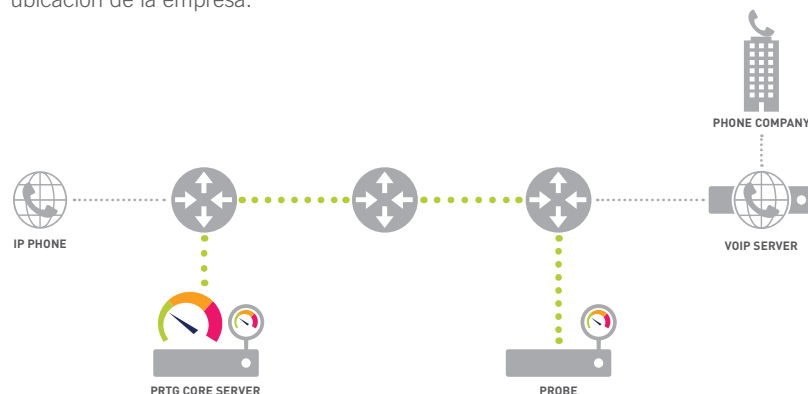 ubicación de la empresa.
PHONE COMPANY
IP PHONE
VOIP SERVER
PRTG CORE SERVER
PROBE